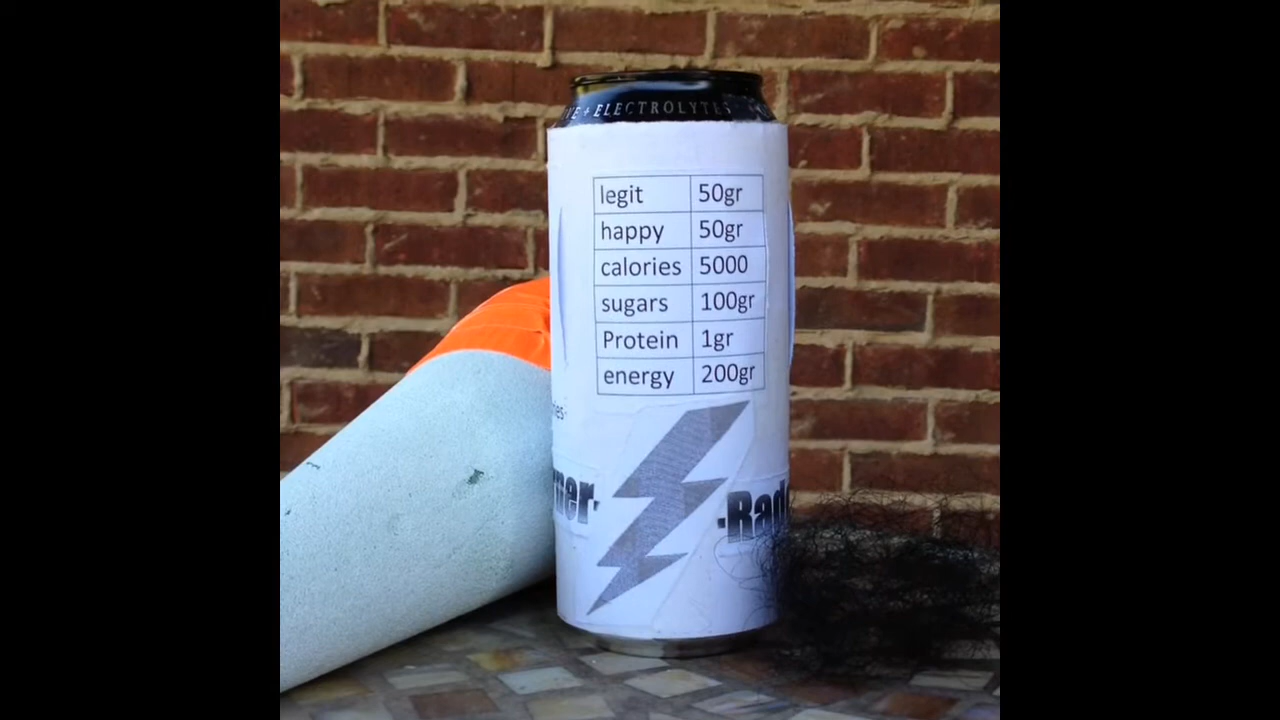 + ELECTROLYTES
legit 50gr
happy 50gr
calories 5000
sugars 100gr
Protein 1gr
energy 200gr